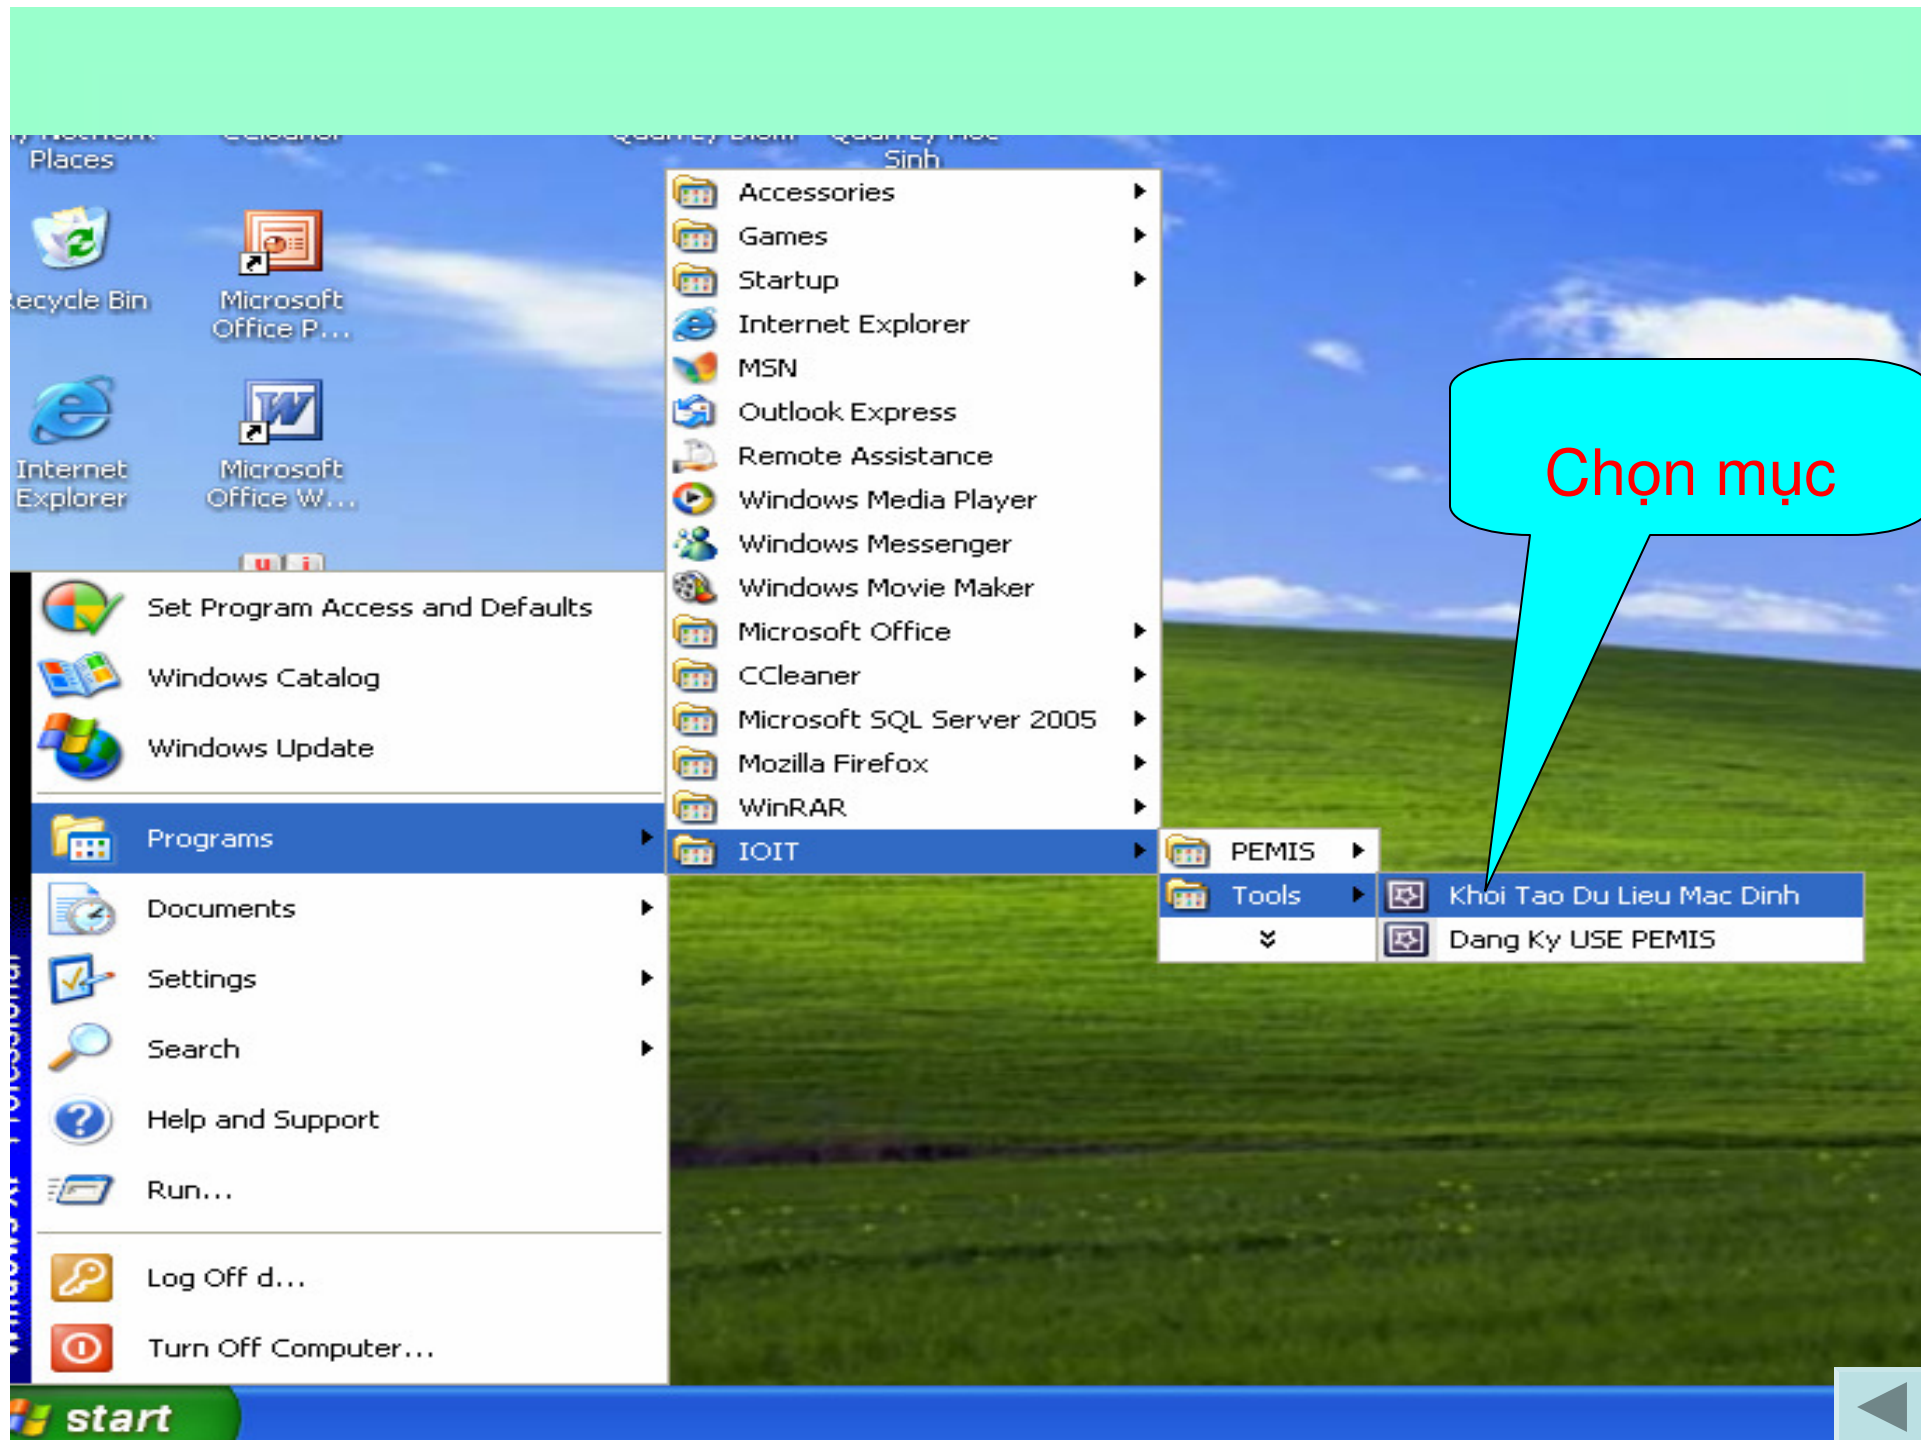 Places
Sinh
Recycle Bin
Microsoft
Office P...
Internet
Explorer
Microsoft
Office W...
u i
Accessories
Games
Startup
Internet Explorer
MSN
Outlook Express
Remote Assistance
Windows Media Player
Windows Messenger
Windows Movie Maker
Microsoft Office
CCleaner
Microsoft SQL Server 2005
Mozilla Firefox
WinRAR
IOIT
PEMIS
Tools
Khoi Tao Du Lieu Mac Dinh
Dang Ky USE PEMIS
Chọn mục
Set Program Access and Defaults
Windows Catalog
Windows Update
Programs
Documents
Settings
Search
Help and Support
Run...
Log Off d...
Turn Off Computer...
start